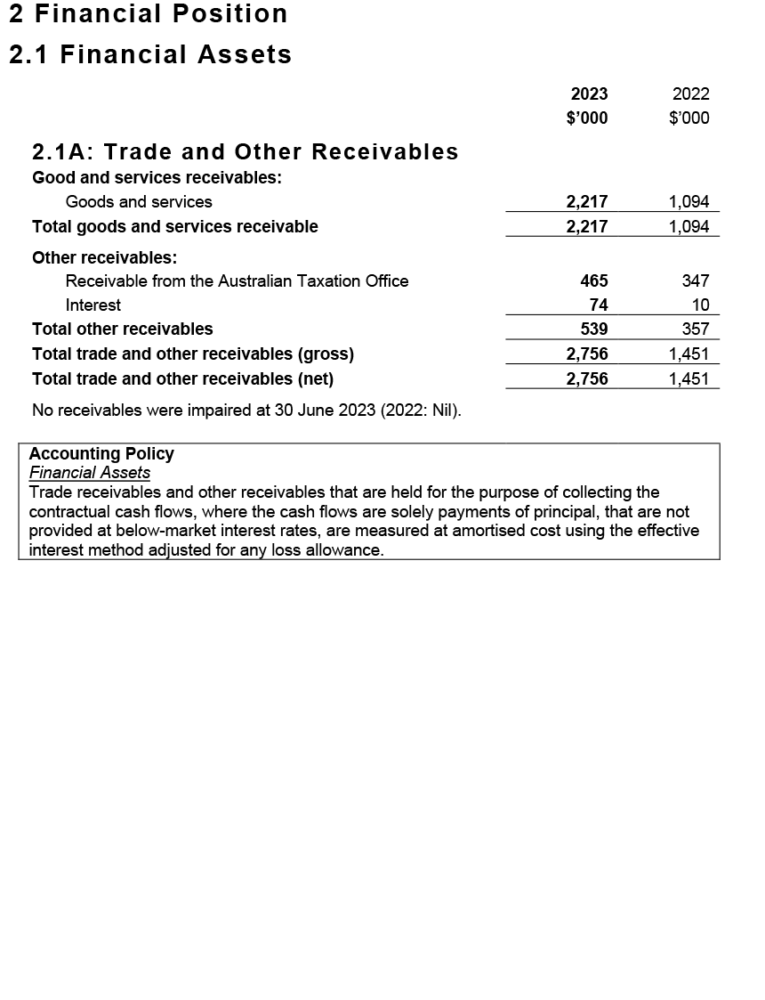 2 Financial Position
2.1 Financial Assets
2023 2022
$’000 $’000
2.1A: Trade and Other Receivables
Good and services receivables:
Goods and services 2,217 1,094
Total goods and services receivable 2,217 1,094
Other receivables:
Receivable from the Australian Taxation Office 465 347
Interest 74 10
Total other receivables 539 357
Total trade and other receivables (gross) 2,756 1,451
Total trade and other receivables (net) 2,756 1,451
No receivables were impaired at 30 June 2023 (2022: Nil).
Accounting Policy
Financial Assets
Trade receivables and other receivables that are held for the purpose of collecting the
contractual cash flows, where the cash flows are solely payments of principal, that are not
provided at below-market interest rates, are measured at amortised cost using the effective
interest method adjusted for any loss allowance.